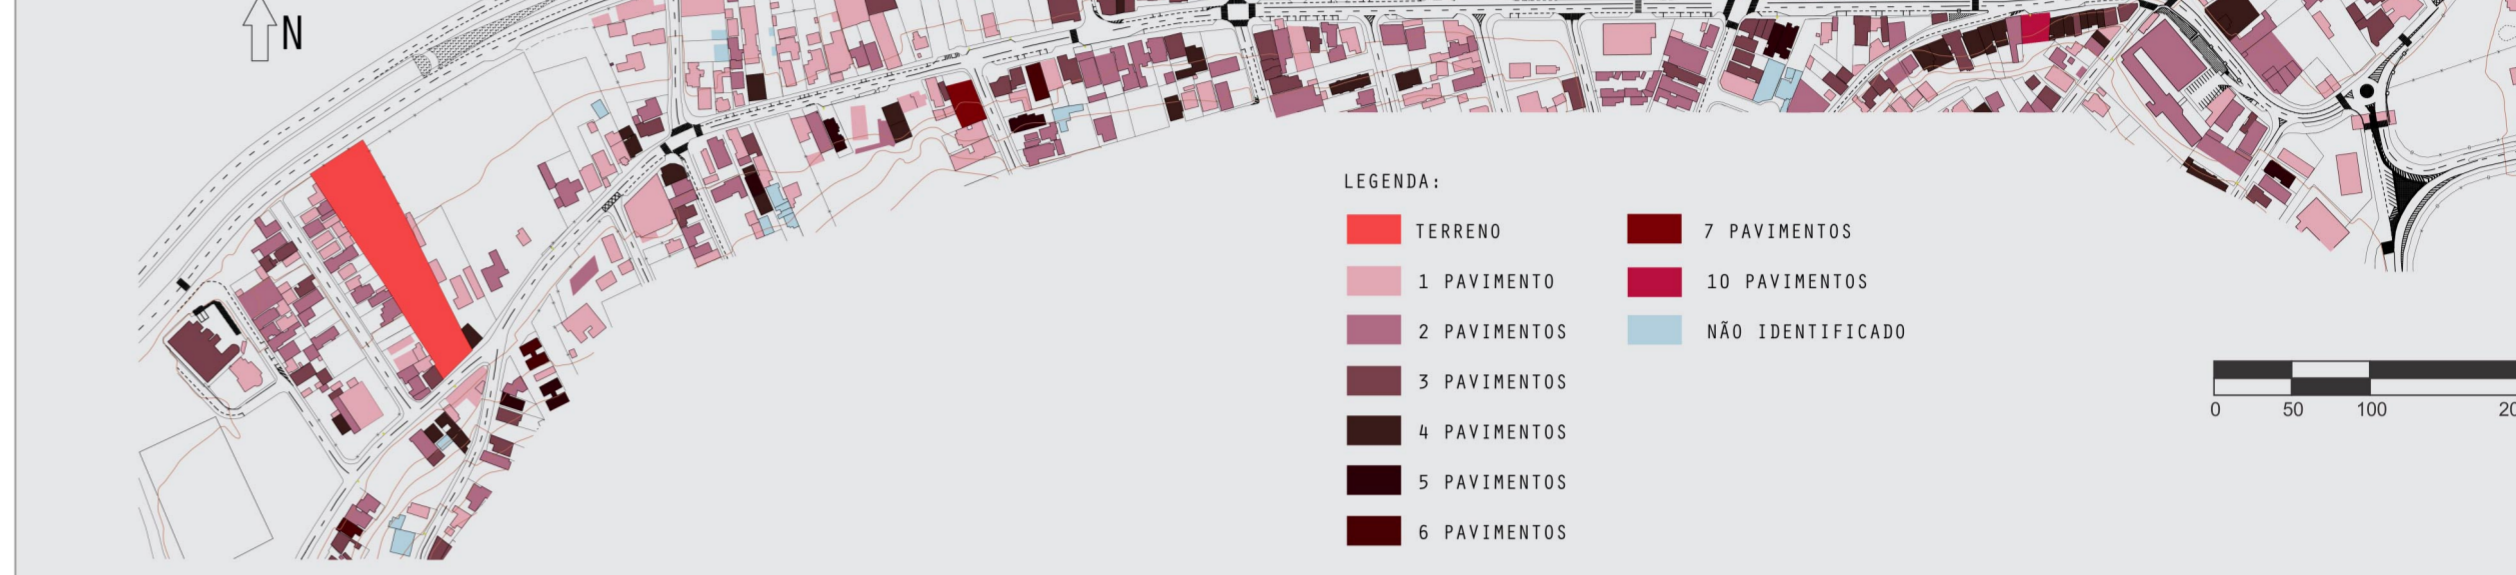 N
LEGENDA:
TERRENO
1 PAVIMENTO
2 PAVIMENTOS
3 PAVIMENTOS
4 PAVIMENTOS
5 PAVIMENTOS
6 PAVIMENTOS
7 PAVIMENTOS
10 PAVIMENTOS
NÃO IDENTIFICADO
0 50 100 20